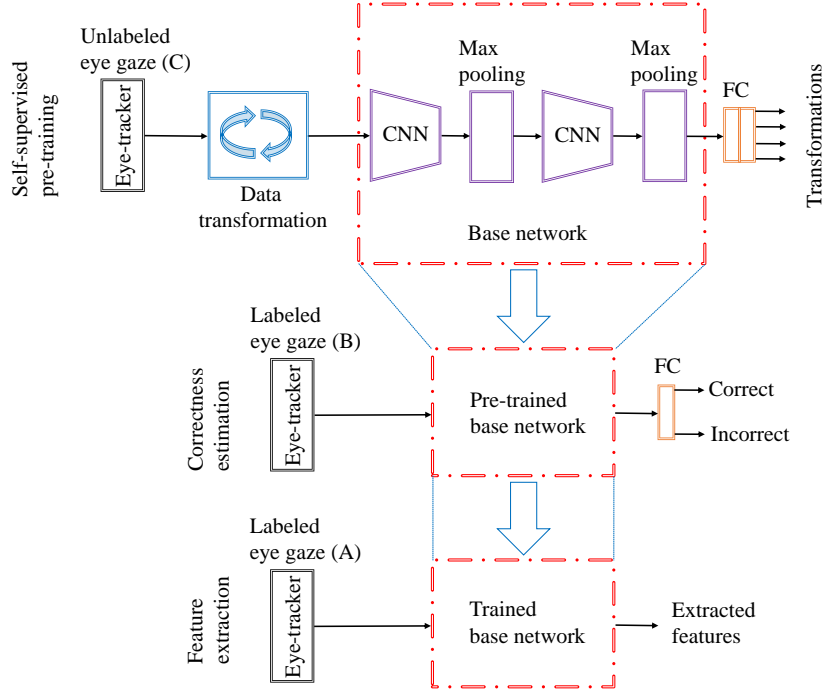 Self-supervised
pre-training
Unlabeled
eye gaze (C)
Eye-tracker
Data
transformation
CNN
Max
pooling
CNN
Max
pooling
Base network
FC
Transformations
Correctness
estimation
Labeled
eye gaze (B)
Eye-tracker
Pre-trained
base network
FC
Correct
Incorrect
Feature
extraction
Labeled
eye gaze (A)
Eye-tracker
Trained
base network
Extracted
features